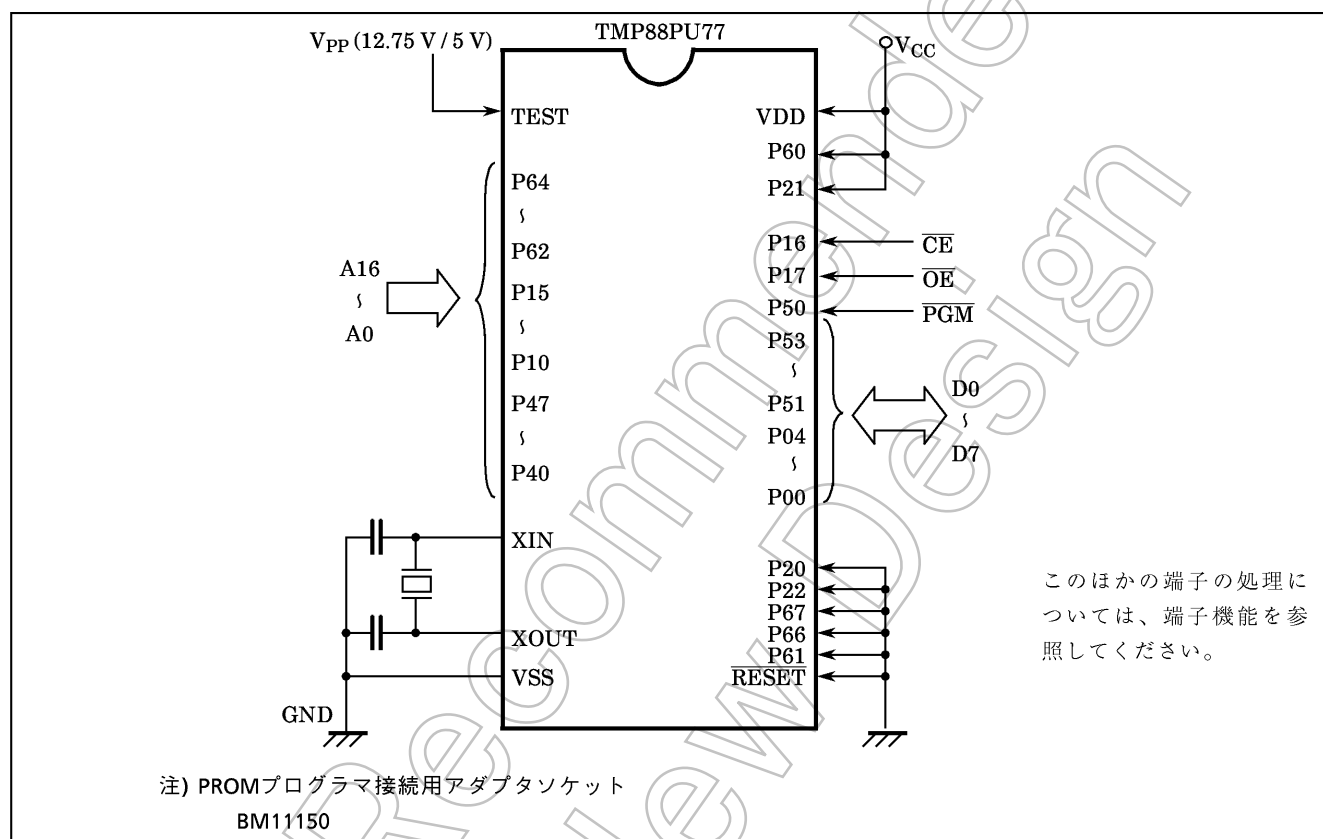 TMP88PU77
VPP (12.75 V / 5 V)
VCC
TEST
VDD
P60
P21
P64
~
P62
P15
~
P10
P47
~
P40
A16
~
A0
P16
CE
P17
OE
P50
PGM
P53
~
P51
P04
~
P00
D0
~
D7
XIN
XOUT
VSS
GND
P20
P22
P67
P66
P61
RESET
このほかの端子の処理に
ついては、端子機能を参
照してください。
注) PROMプログラマ接続用アダプタソケット
BM11150
Recommende
ew Design